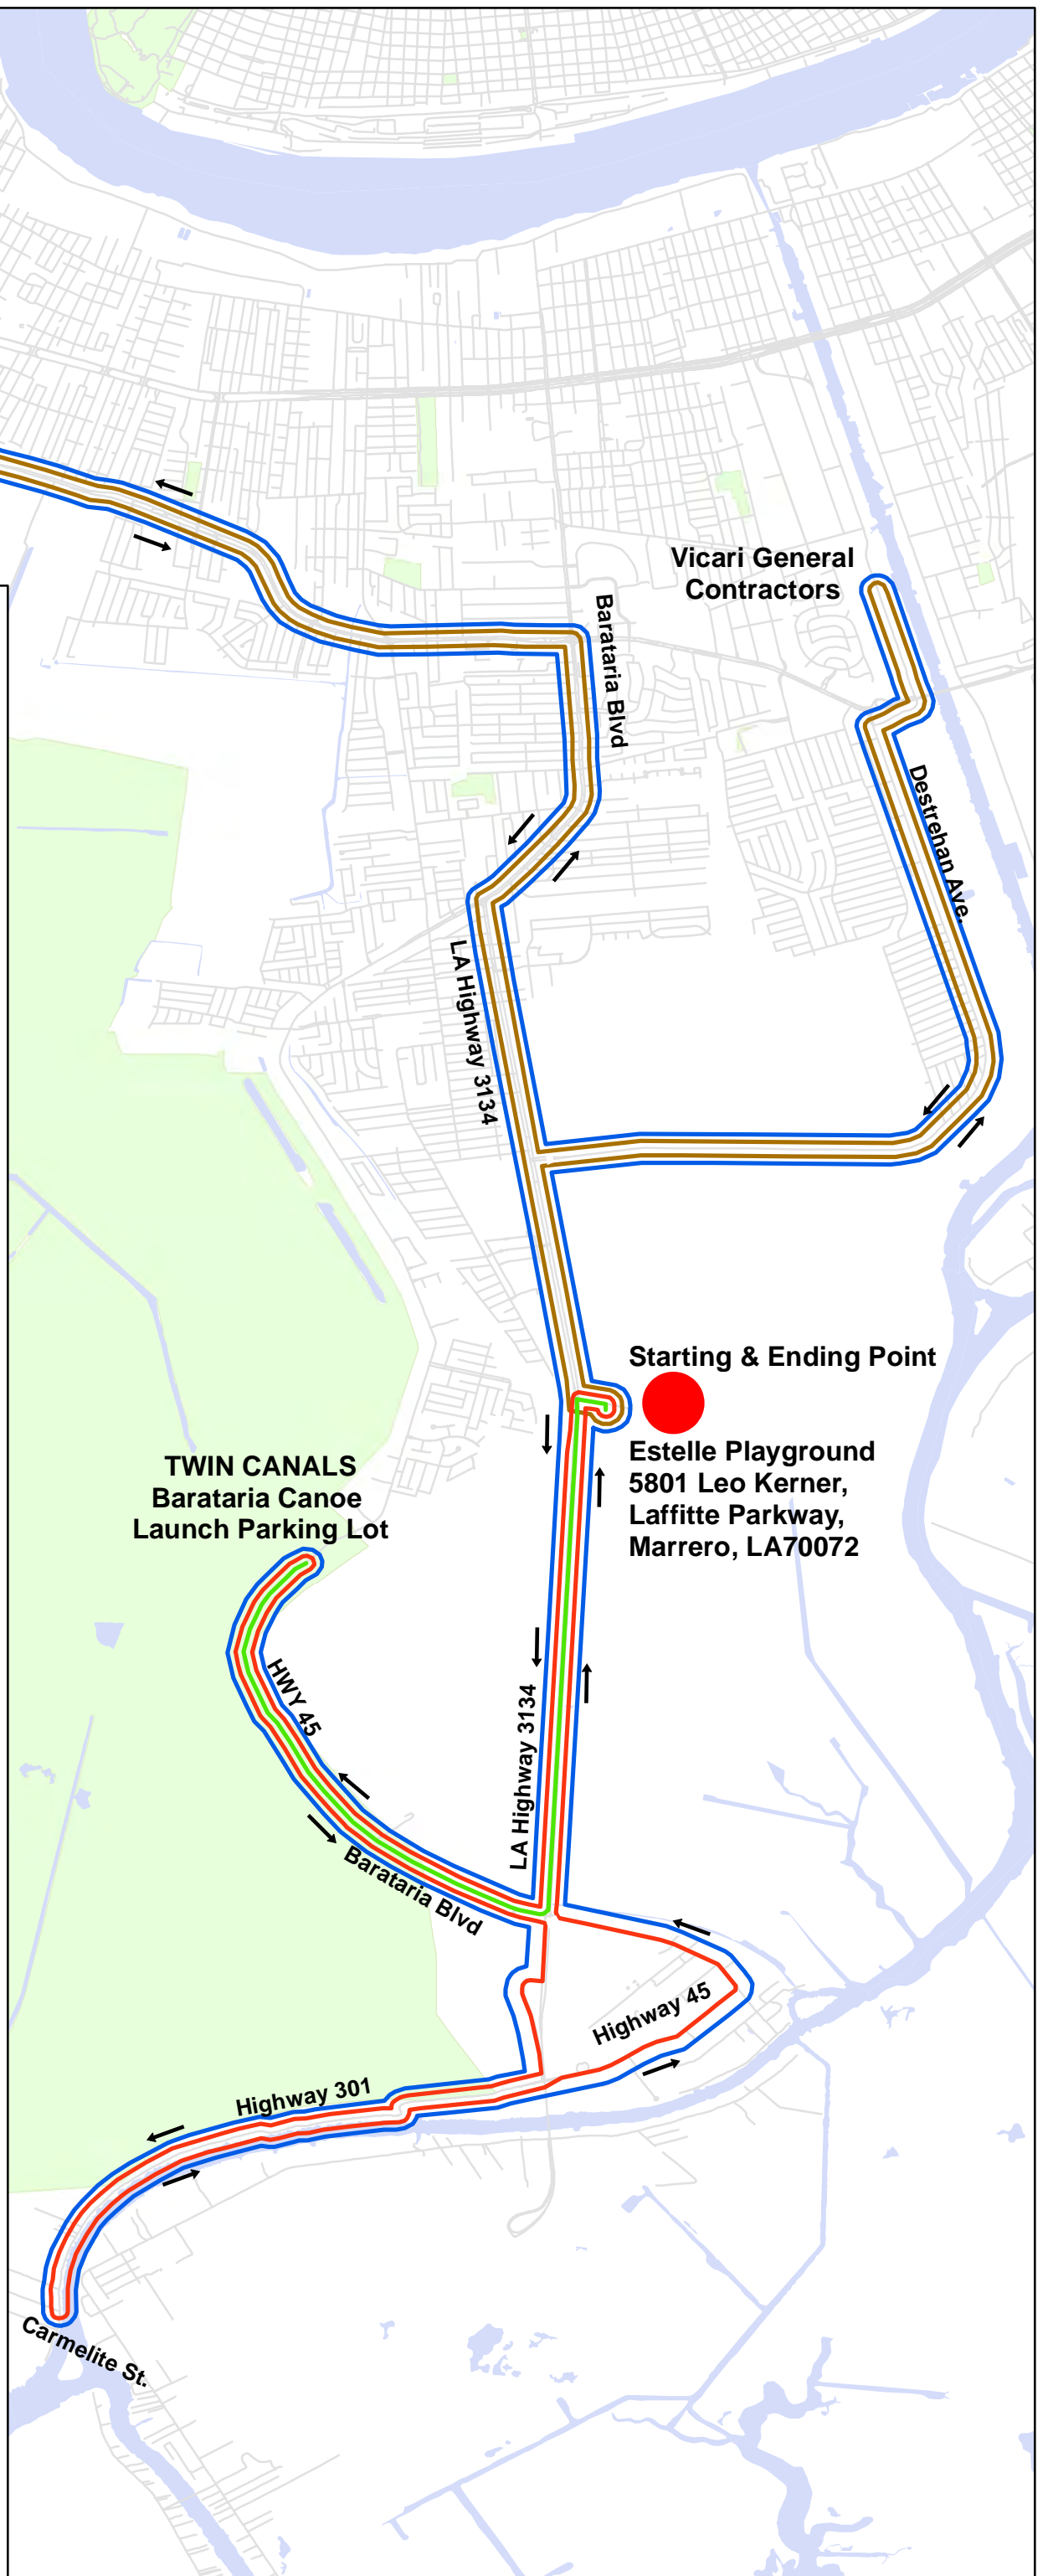 Vicari General
Contractors
Barataria Blvd
Destrehan Ave.
LA Highway 3134
Starting & Ending Point
Estelle Playground
5801 Leo Kerner,
Laffitte Parkway,
Marrero, LA70072
TWIN CANALS
Barataria Canoe
Launch Parking Lot
HWY 45
LA Highway 3134
Barataria Blvd
Highway 45
Highway 301
Carmelite St.